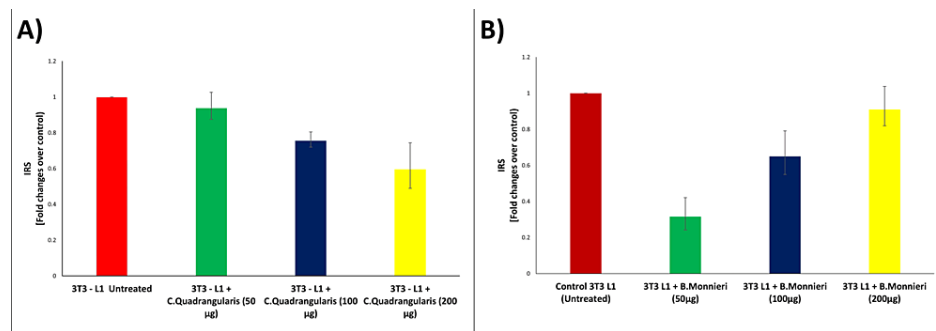 A)
IRS
[Fold changes over control)
1.2
1
0.8
0.6
0.4
0.2
0
3T3 - L1 Untreated
3T3 - L1 +
C.Quadrangularis (50
µg)
3T3 - L1 +
C.Quadrangularis (100
µg)
3T3 - L1 +
C.Quadrangularis (200
µg)
B)
IRS
[Fold changes over control)
1.2
1
0.8
0.6
0.4
0.2
0
Control 3T3 L1
(Untreated)
3T3 L1 + B.Monnieri
(50µg)
3T3 L1 + B.Monnieri
(100µg)
3T3 L1 + B.Monnieri
(200µg)